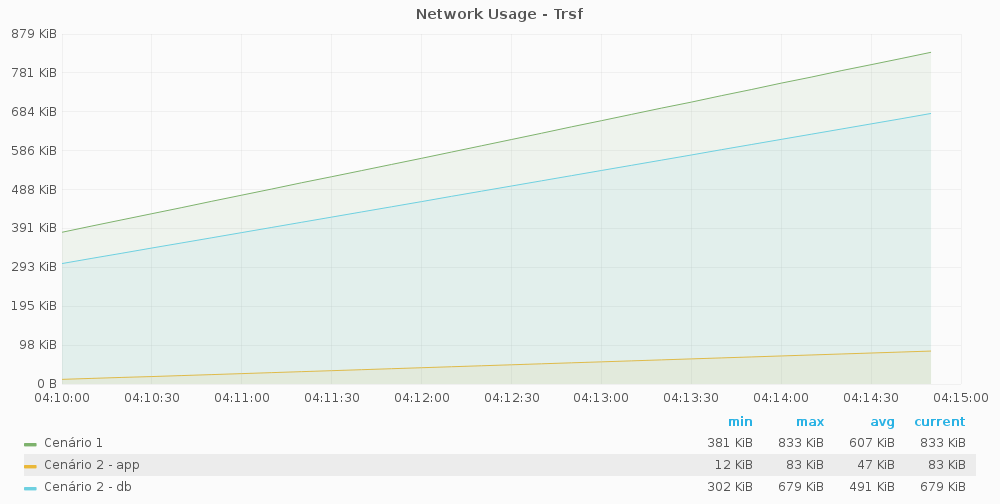 Network Usage - Trsf
879 KiB
781 KiB
684 KiB
586 KiB
488 KiB
391 KiB
293 KiB
195 KiB
98 KiB
0 B
04:10:00 04:10:30 04:11:00 04:11:30 04:12:00 04:12:30 04:13:00 04:13:30 04:14:00 04:14:30 04:15:00
min max avg current
Cenário 1 381 KiB 833 KiB 607 KiB 833 KiB
Cenário 2 - app 12 KiB 83 KiB 47 KiB 83 KiB
Cenário 2 - db 302 KiB 679 KiB 491 KiB 679 KiB